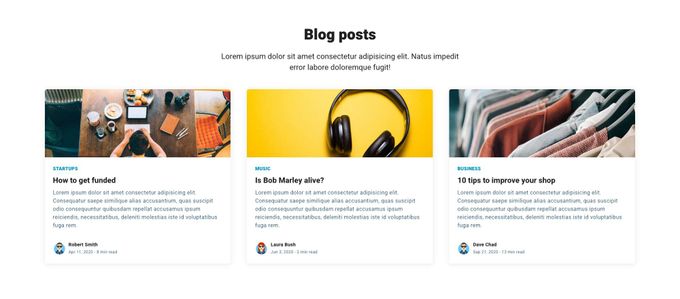 Blog posts
Lorem ipsum dolor sit amet consectetur adipisicing elit. Natus impedit
error labore doloremque fugit!
STARTUPS
How to get funded
Lorem ipsum dolor sit amet consectetur adipisicing elit.
Consequatur saepe similique alias accusantium, quas suscipit
odio consequuntur quibusdam maiores accusantium ipsum
reiciendis, necessitatibus, deleniti molestias iste id voluptatibus
fuga rem.
Robert Smith
Apr 11, 2020 · 8 min read
MUSIC
Is Bob Marley alive?
Lorem ipsum dolor sit amet consectetur adipisicing elit.
Consequatur saepe similique alias accusantium, quas suscipit
odio consequuntur quibusdam maiores accusantium ipsum
reiciendis, necessitatibus, deleniti molestias iste id voluptatibus
fuga rem.
Laura Bush
Jun 3, 2020 · 3 min read
BUSINESS
10 tips to improve your shop
Lorem ipsum dolor sit amet consectetur adipisicing elit.
Consequatur saepe similique alias accusantium, quas suscipit
odio consequuntur quibusdam maiores accusantium ipsum
reiciendis, necessitatibus, deleniti molestias iste id voluptatibus
fuga rem.
Dave Chad
Sep 21, 2020 · 13 min read